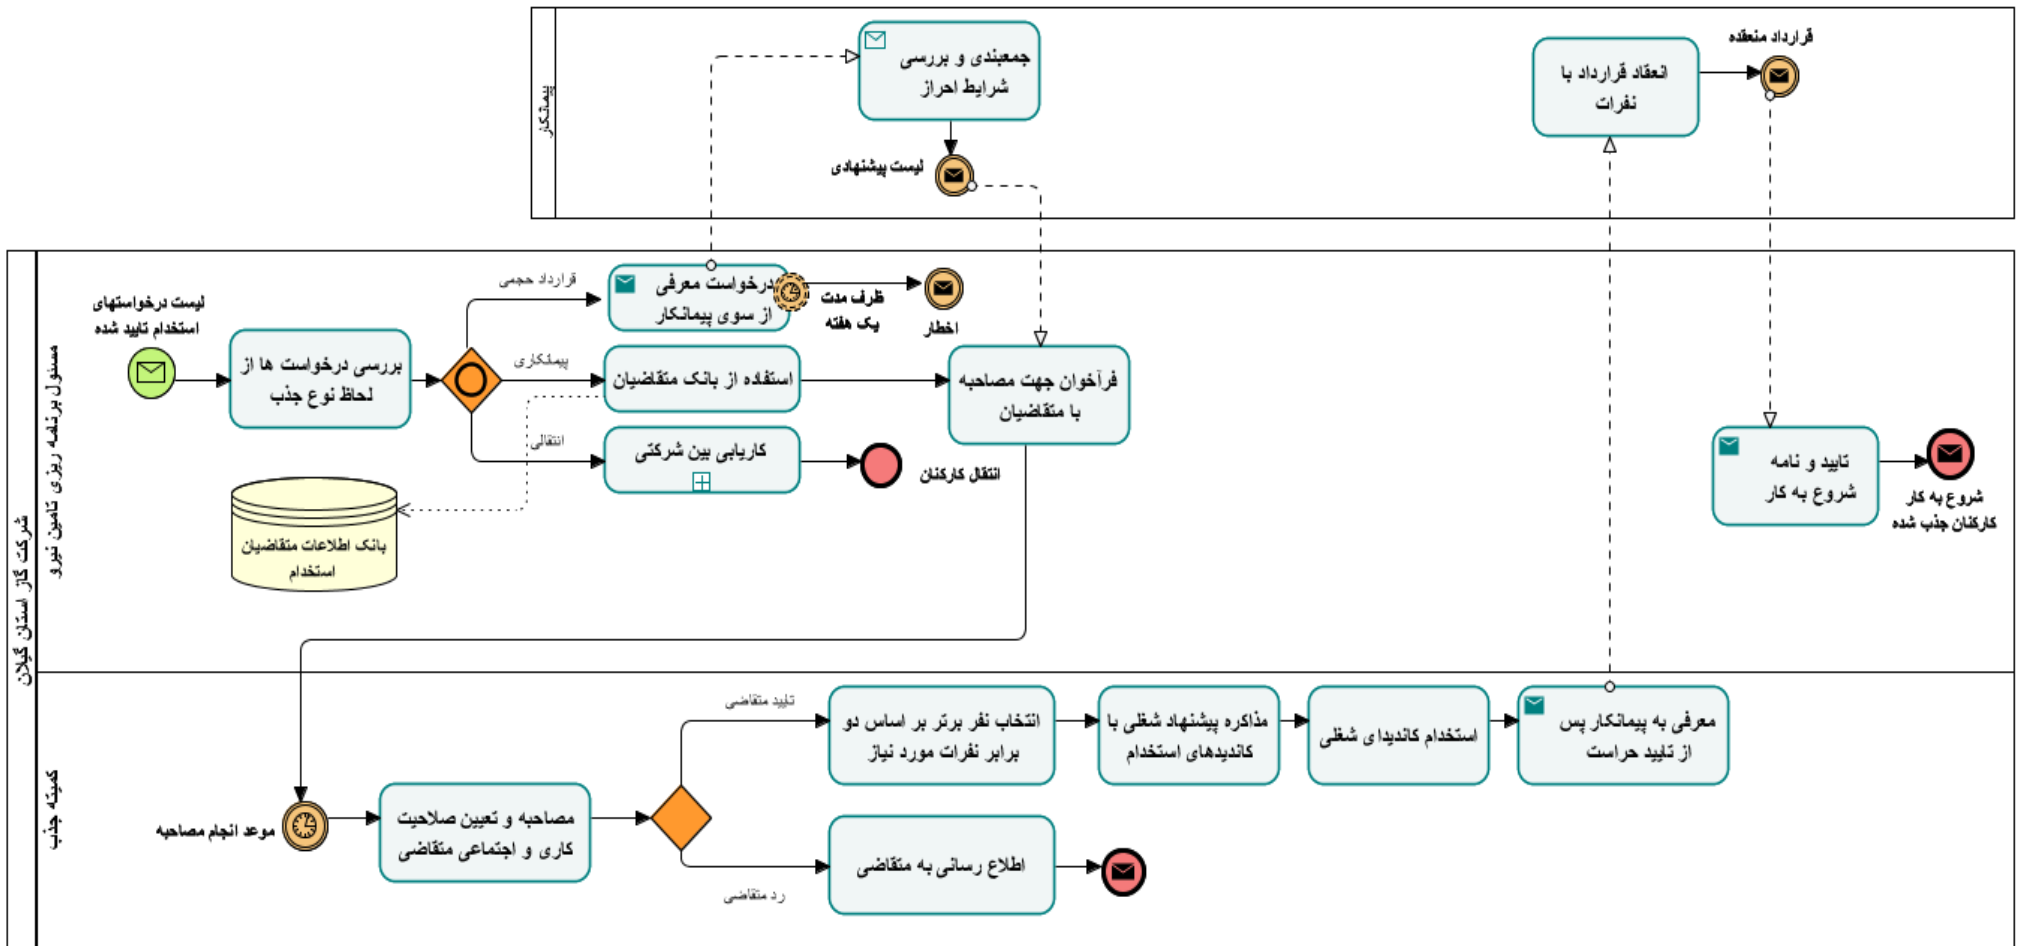 پیمانکار
جمعبندی و بررسی
شرایط احراز
لیست پیشنهادی
انعقاد قرارداد با
نفرات
قرارداد منعقده
شرکت گاز استان گیلان
مسئول برنامه ریزی تامین نیرو
لیست درخواستهای
استخدام تایید شده
بررسی درخواست ها از
لحاظ نوع جذب
قرارداد حجمی
درخواست معرفی
از سوی پیمانکار
ظرف مدت
یک هفته
اخطار
پیمانکاری
استفاده از بانک متقاضیان
فرآخوان جهت مصاحبه
با متقاضیان
انتقالی
کاریابی بین شرکتی
انتقال کارکنان
بانک اطلاعات متقاضیان
استخدام
تایید و نامه
شروع به کار
شروع به کار
کارکنان جذب شده
کمیته جذب
موعد انجام مصاحبه
مصاحبه و تعیین صلاحیت
کاری و اجتماعی متقاضی
تایید متقاضی
انتخاب نفر برتر بر اساس دو
برابر نفرات مورد نیاز
مذاکره پیشنهاد شغلی با
کاندیدهای استخدام
استخدام کاندیدای شغلی
معرفی به پیمانکار پس
از تایید حراست
رد متقاضی
اطلاع رسانی به متقاضی